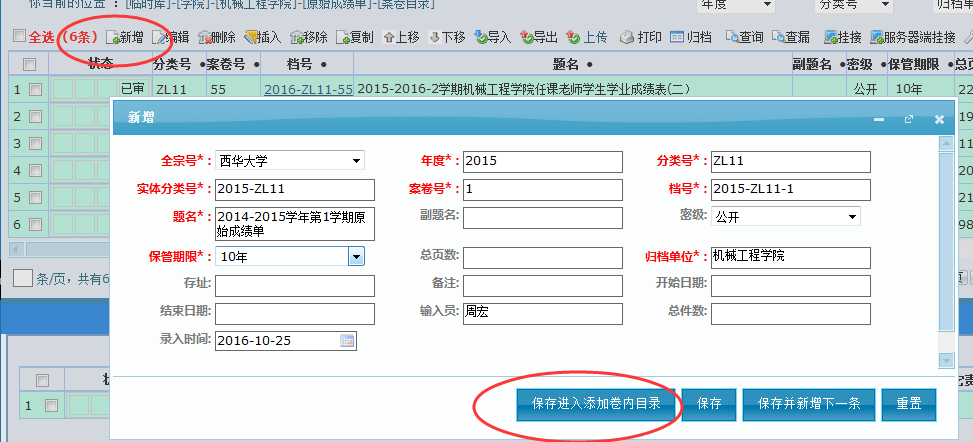 你当前的位置：[临时库]-[学院]-[机械工程学院]-[原始成绩单]-[案卷目录] 年度 分类号 归档单
全选 (6条) 新增 编辑 删除 插入 移除 复制 上移 下移 导入 导出 上传 打印 归档 查询 查漏 挂接 服务器端挂接
状态 分类号 案卷号 档号 题名 副题名 密级 保管期限 总页
1 已审 ZL11 55 2016-ZL11-55 2015-2016-2学期机械工程学院任课老师学生学业成绩表(二) 公开 10年
2
3
4
5
6
条/页，共有6
新增
全宗号*： 西华大学 年度*： 2015 分类号*： ZL11
实体分类号*： 2015-ZL11 案卷号*： 1 档号*： 2015-ZL11-1
题名*： 2014-2015学年第1学期原始成绩单 副题名: 密级: 公开
保管期限*： 10年 总页数: 归档单位*： 机械工程学院
存址: 备注: 开始日期:
结束日期: 输入员: 周宏 总件数:
录入时间: 2016-10-25
保存进入添加卷内目录 保存 保存并新增下一条 重置
1